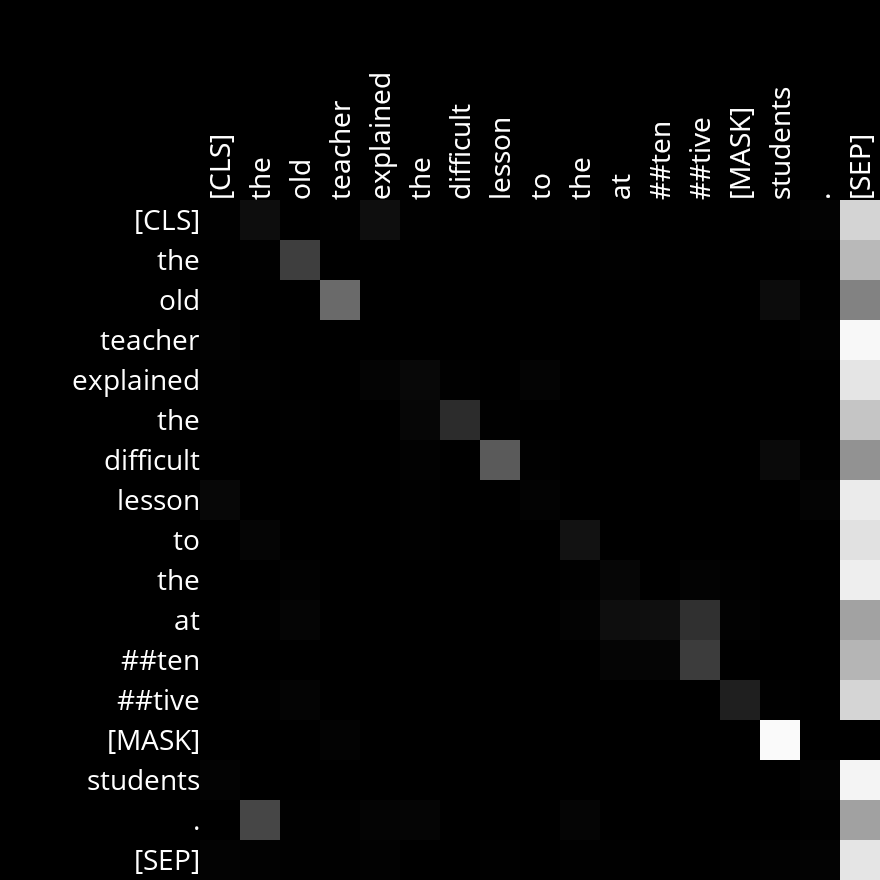 [CLS] the old teacher explained the difficult lesson to the at ##ten ##tive [MASK] students . [SEP]
[CLS]
the
old
teacher
explained
the
difficult
lesson
to
the
at
##ten
##tive
[MASK]
students
.
[SEP]